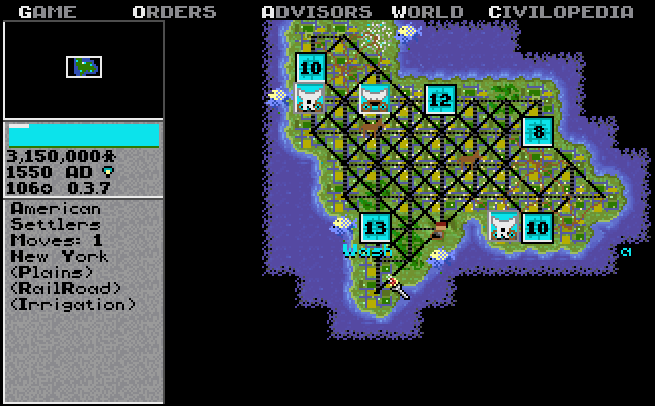 GAME ORDERS ADVISORS WORLD CIVILOPEDIA
3,150,000
1550 AD
106 0.3.7
American
Settlers
Moves: 1
New York
(Plains)
(RailRoad)
(Irrigation)
10
R
12
8
13
R
10
Wash
a